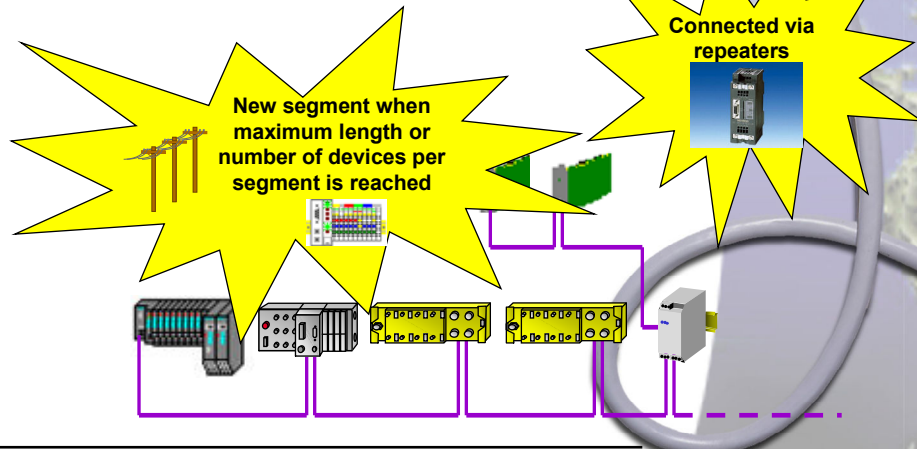 Connected via
repeaters
New segment when
maximum length or
number of devices per
segment is reached